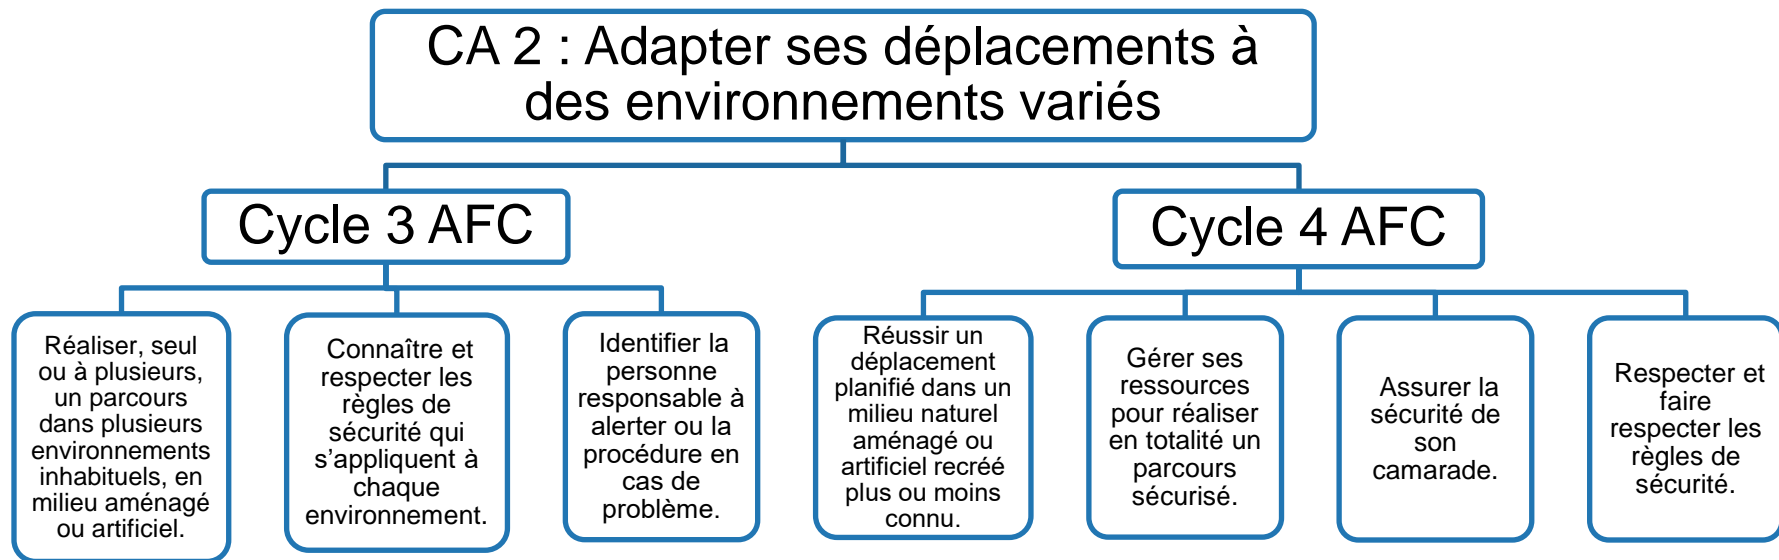 CA 2 : Adapter ses déplacements à
des environnements variés
Cycle 3 AFC
Cycle 4 AFC
Réaliser, seul
ou à plusieurs,
un parcours
dans plusieurs
environnements
inhabituels, en
milieu aménagé
ou artificiel.
Connaître et
respecter les
règles de
sécurité qui
s’appliquent à
chaque
environnement.
Identifier la
personne
responsable à
alerter ou la
procédure en
cas de
problème.
Réussir un
déplacement
planifié dans un
milieu naturel
aménagé ou
artificiel recréé
plus ou moins
connu.
Gérer ses
ressources
pour réaliser
en totalité un
parcours
sécurisé.
Assurer la
sécurité de
son
camarade.
Respecter et
faire
respecter les
règles de
sécurité.